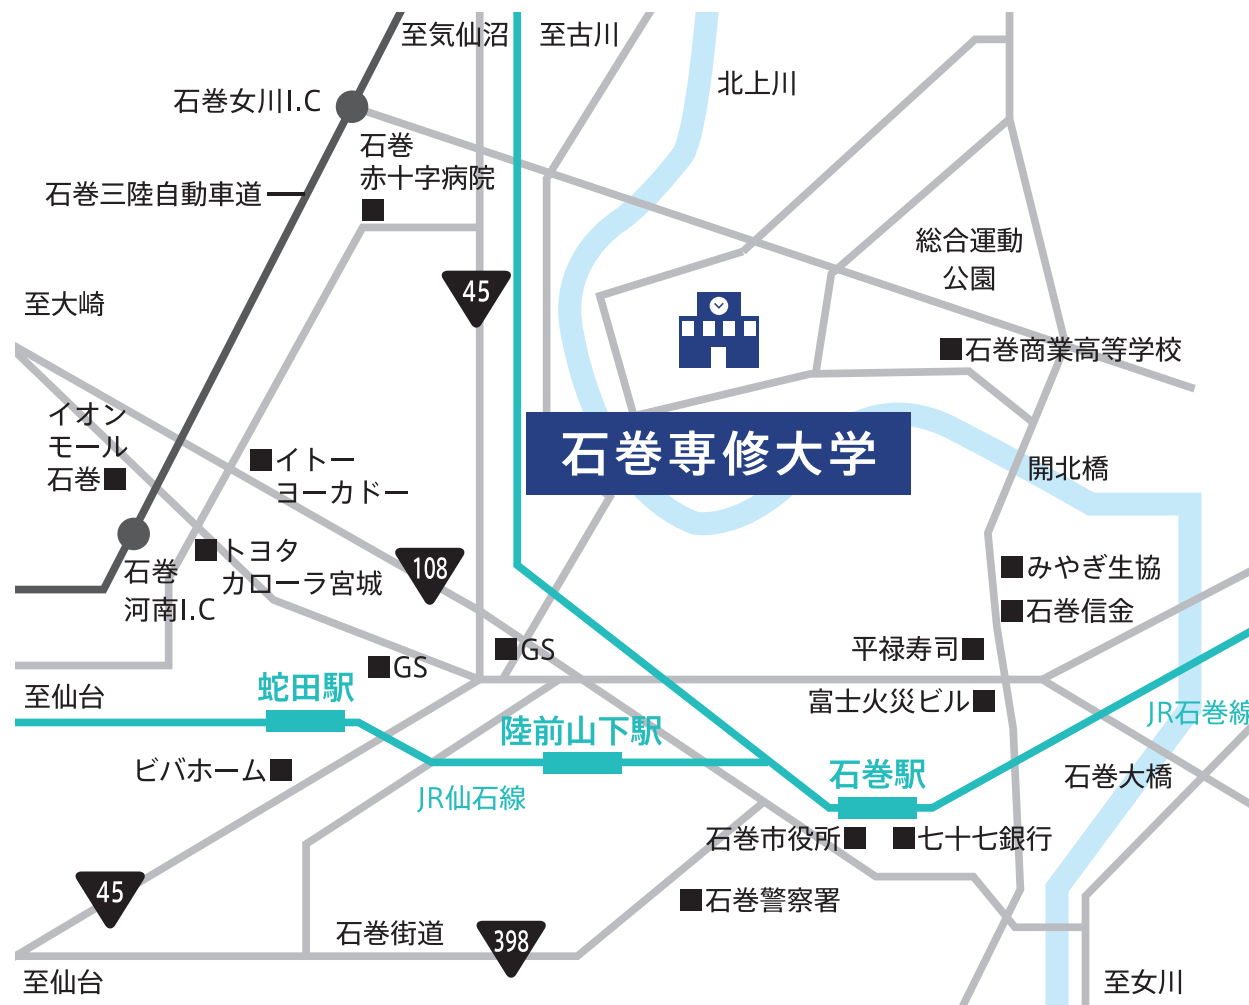 至気仙沼
至古川
北上川
石巻女川I.C
石巻
赤十字病院
石巻三陸自動車道
総合運動
公園
45
至大崎
石巻商業高等学校
イオン
モール
石巻
イトー
ヨーカドー
石巻専修大学
開北橋
トヨタ
カローラ宮城
石巻
河南I.C
108
みやぎ生協
石巻信金
GS
GS
平禄寿司
至仙台
蛇田駅
富士火災ビル
陸前山下駅
JR石巻線
ビバホーム
石巻駅
石巻大橋
JR仙石線
石巻市役所
七十七銀行
45
石巻警察署
石巻街道
398
至仙台
至女川